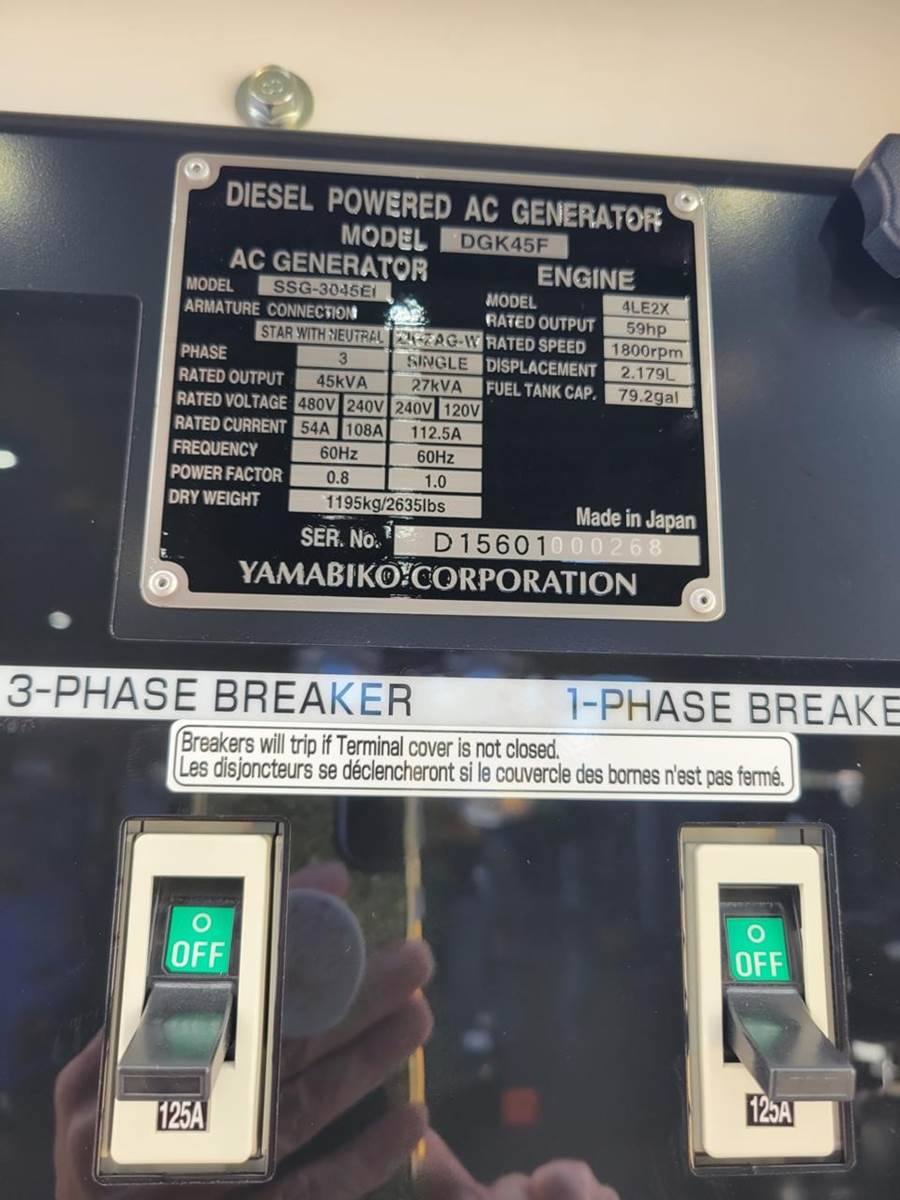 DIESEL POWERED AC GENERATOR
MODEL DGK45F
AC GENERATOR
MODEL SSG-3045EI
ARMATURE CONNECTION
STAR WITH NEUTRAL ZIGZAG-W
PHASE 3 SINGLE
RATED OUTPUT 45kVA 27kVA
RATED VOLTAGE 480V 240V 240V 120V
RATED CURRENT 54A 108A 112.5A
FREQUENCY 60Hz 60Hz
POWER FACTOR 0.8 1.0
DRY WEIGHT 1195kg/2635lbs
ENGINE
MODEL 4LE2X
RATED OUTPUT 59hp
RATED SPEED 1800rpm
DISPLACEMENT 2.179L
FUEL TANK CAP. 79.2gal
Made in Japan
SER. No. D15601000268
YAMABIKO CORPORATION
3-PHASE BREAKER
1-PHASE BREAKE
Breakers will trip if Terminal cover is not closed.
Les disjoncteurs se déclencheront si le couvercle des bornes n'est pas fermé.
OFF
125A
OFF
125A